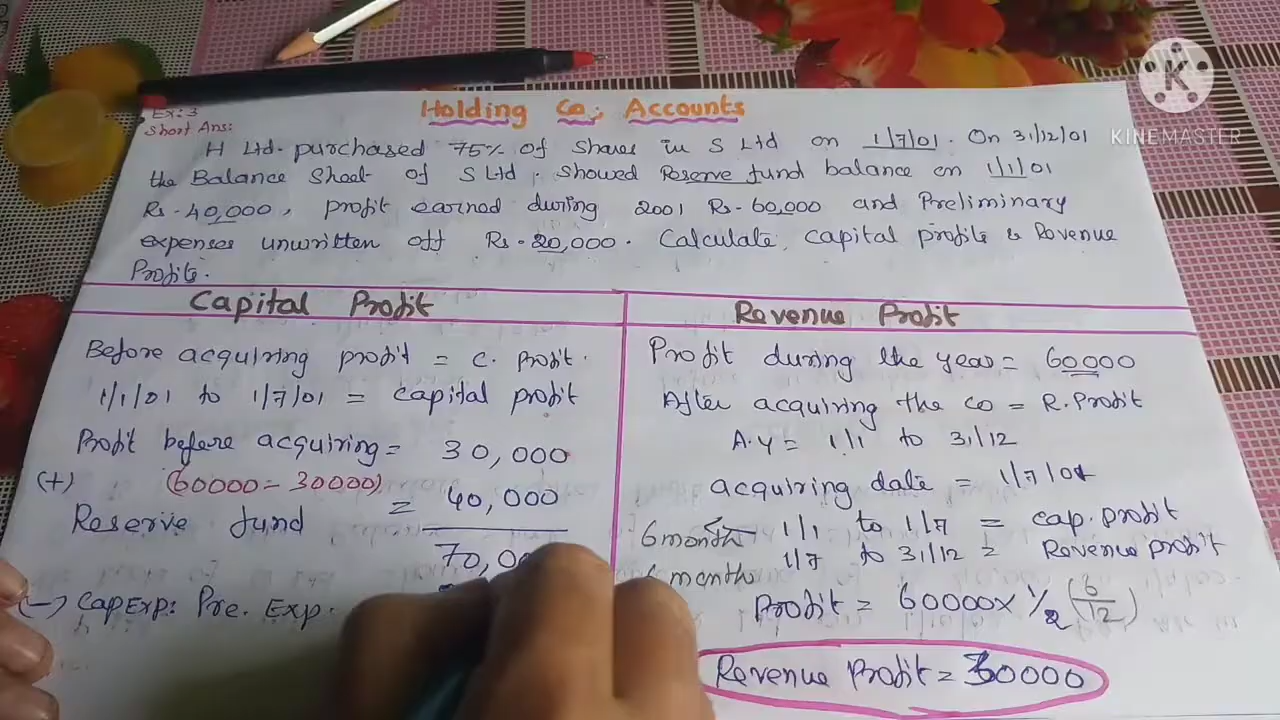 Ex:3
Holding Co; Accounts
Short Ans:
KINEMASTER
H Ltd. purchased 75% of Shares in S Ltd on 1/7/01. On 31/12/01
the Balance Sheet of S Ltd. Showed Reserve fund balance on 1/1/01
Rs-40,000, profit earned during 2001 Rs-60,000 and Preliminary
expenses unwritten off Rs-20,000. Calculate capital profits & Revenue
Profits.
Capital Profit
Before acquiring profit = C. Profit.
1/1/01 to 1/7/01 = capital profit
Profit before acquiring = 30,000
(+) (60000 - 30000)
Reserve fund = 40,000
70,00
(-) Cap Exp: Pre. Exp.
Revenue Profit
Profit during the year = 60000
After acquiring the co = R. Profit
A.y = 1/1 to 31/12
acquiring date = 1/7/01
6 month 1/1 to 1/7 = cap. profit
months 1/7 to 31/12 = Revenue profit
Profit = 60000 x 1/2 (6/12)
Revenue Profit = 30000